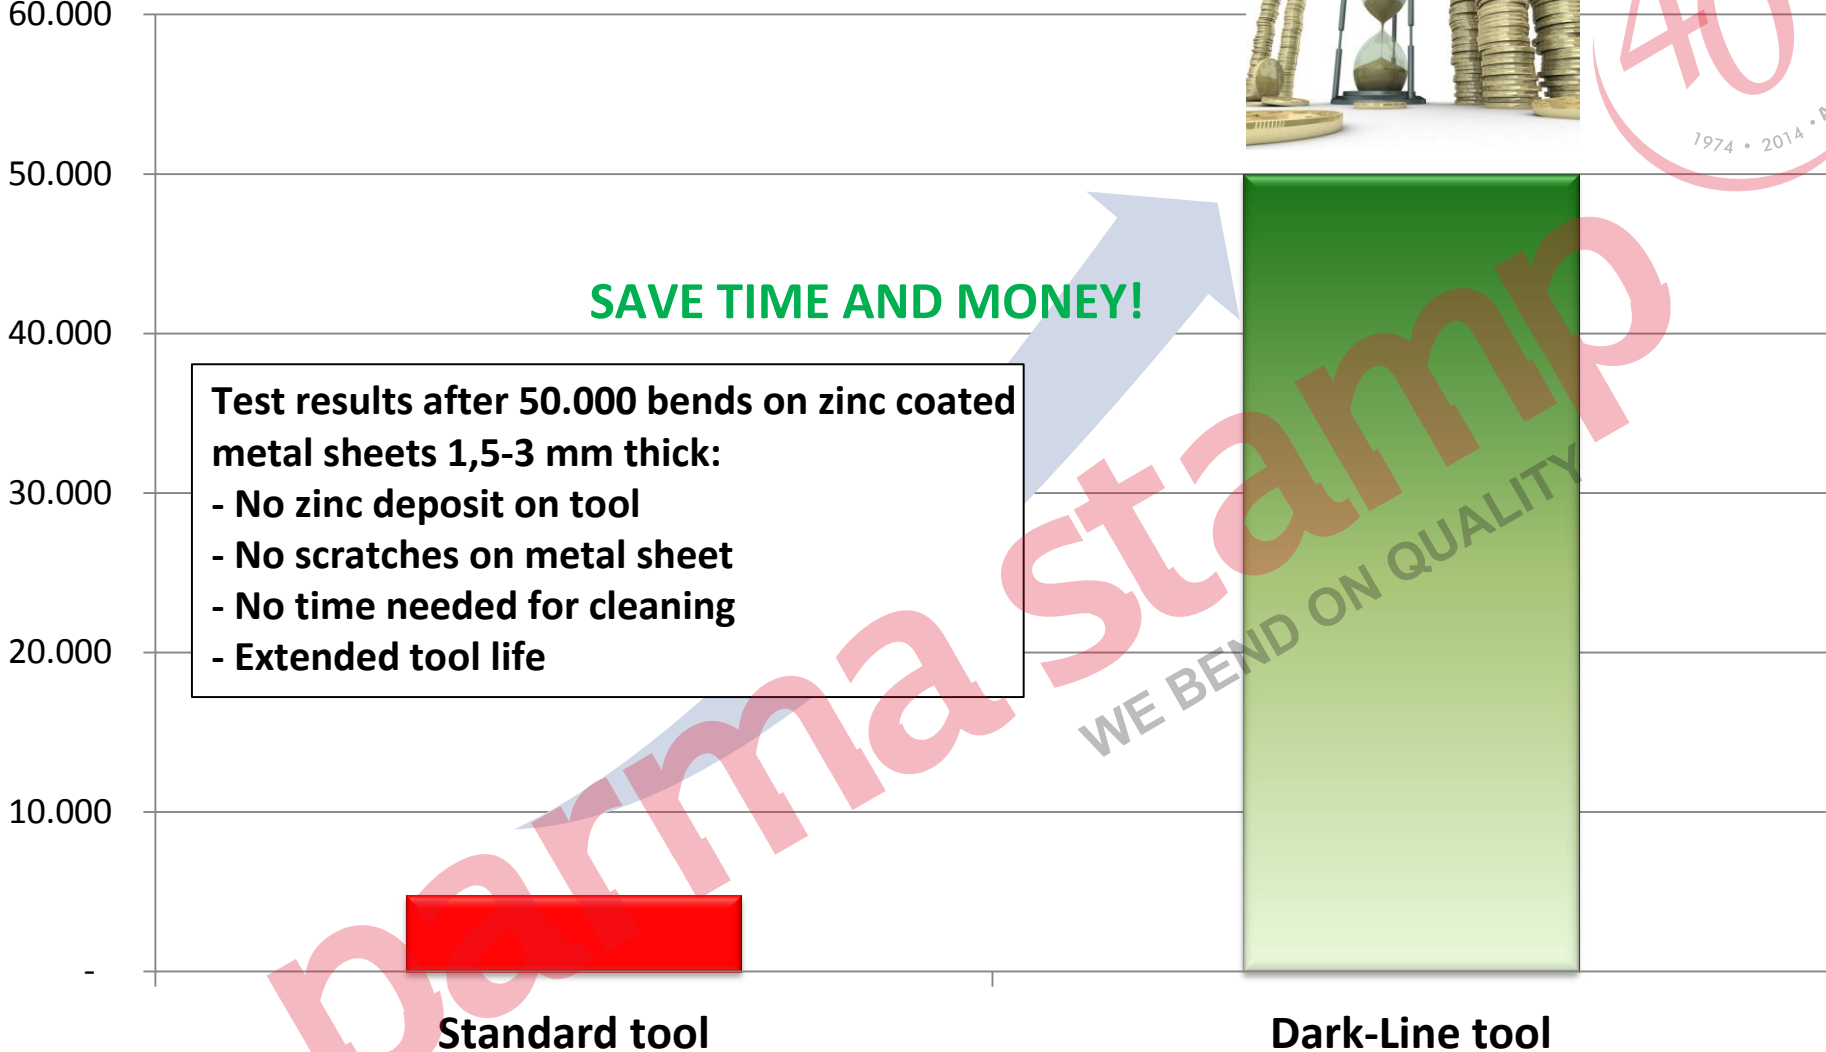 60.000
40
1974 • 2014 •
50.000
SAVE TIME AND MONEY!
40.000
Test results after 50.000 bends on zinc coated
metal sheets 1,5-3 mm thick:
- No zinc deposit on tool
- No scratches on metal sheet
- No time needed for cleaning
- Extended tool life
30.000
20.000
10.000
-
parma stamp
WE BEND ON QUALITY
Standard tool
Dark-Line tool